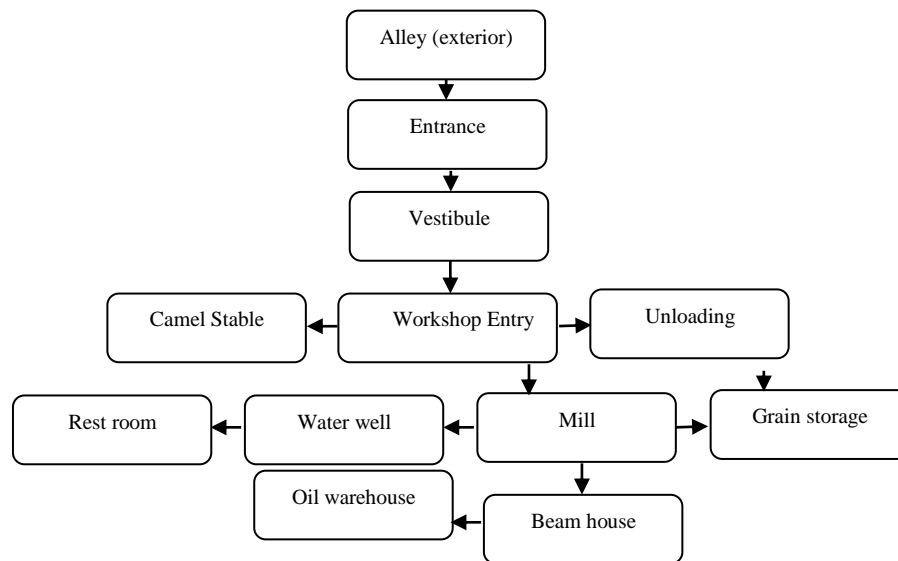 Alley (exterior)
Entrance
Vestibule
Camel Stable
Workshop Entry
Unloading
Rest room
Water well
Mill
Grain storage
Oil warehouse
Beam house